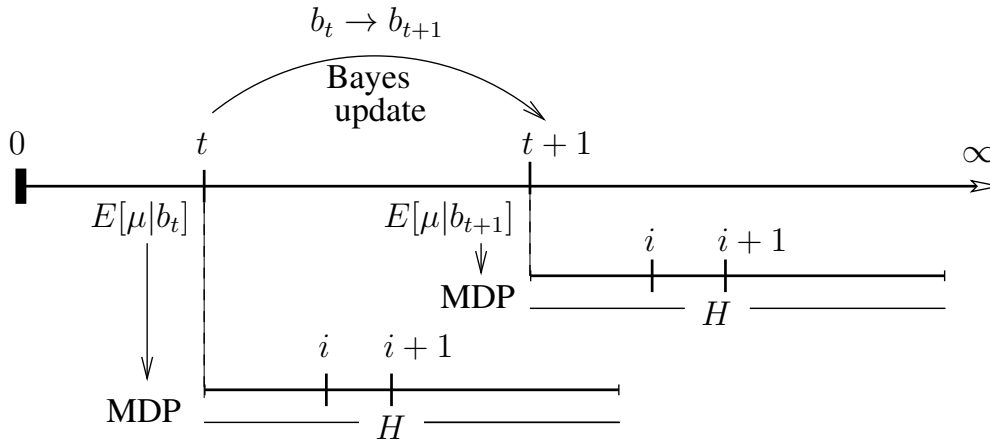 b_t → b_{t+1}
Bayes
update
0
t
t + 1
∞
E[μ|b_t]
E[μ|b_{t+1}]
i
i + 1
MDP
H
i
i + 1
MDP
H